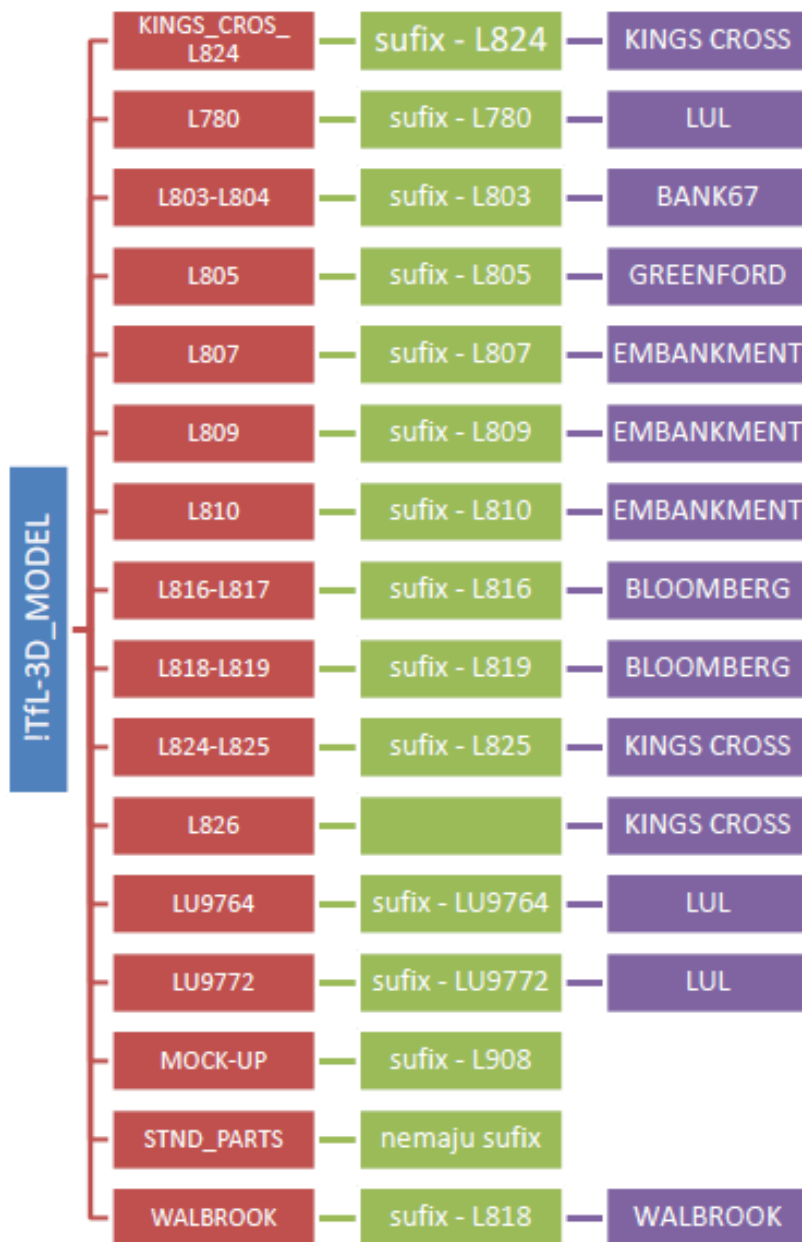 !TfL-3D_MODEL
KINGS_CROS_
L824
sufix - L824
KINGS CROSS
L780
sufix - L780
LUL
L803-L804
sufix - L803
BANK67
L805
sufix - L805
GREENFORD
L807
sufix - L807
EMBANKMENT
L809
sufix - L809
EMBANKMENT
L810
sufix - L810
EMBANKMENT
L816-L817
sufix - L816
BLOOMBERG
L818-L819
sufix - L819
BLOOMBERG
L824-L825
sufix - L825
KINGS CROSS
L826
KINGS CROSS
LU9764
sufix - LU9764
LUL
LU9772
sufix - LU9772
LUL
MOCK-UP
sufix - L908
STND_PARTS
nemaju sufix
WALBROOK
sufix - L818
WALBROOK